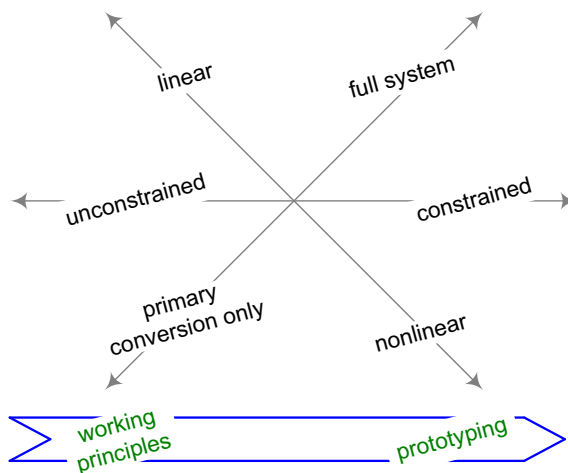 linear
full system
unconstrained
constrained
primary
conversion only
nonlinear
working
principles
prototyping